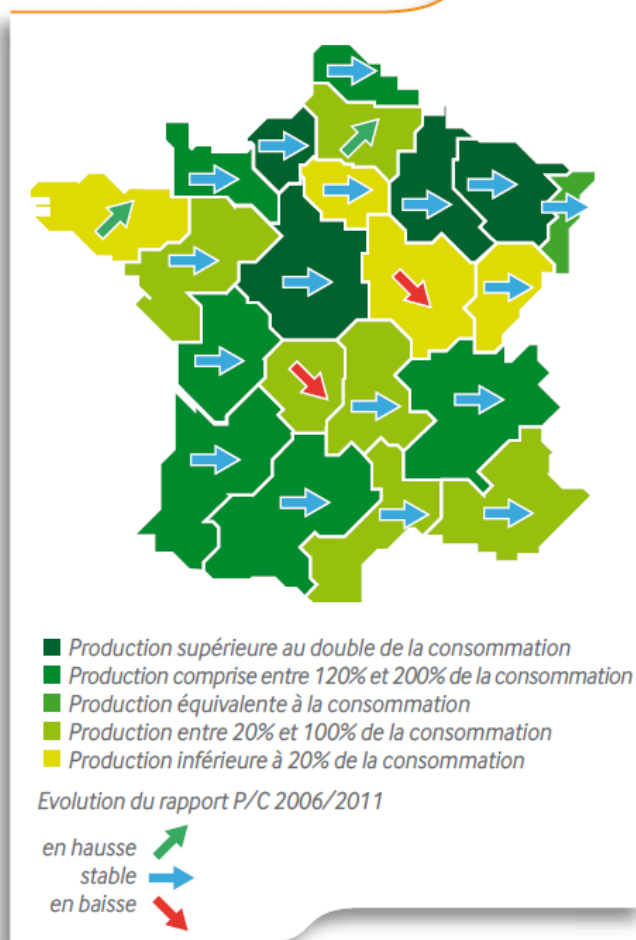 Production supérieure au double de la consommation
Production comprise entre 120% et 200% de la consommation
Production équivalente à la consommation
Production entre 20% et 100% de la consommation
Production inférieure à 20% de la consommation
Evolution du rapport P/C 2006/2011
en hausse
stable
en baisse